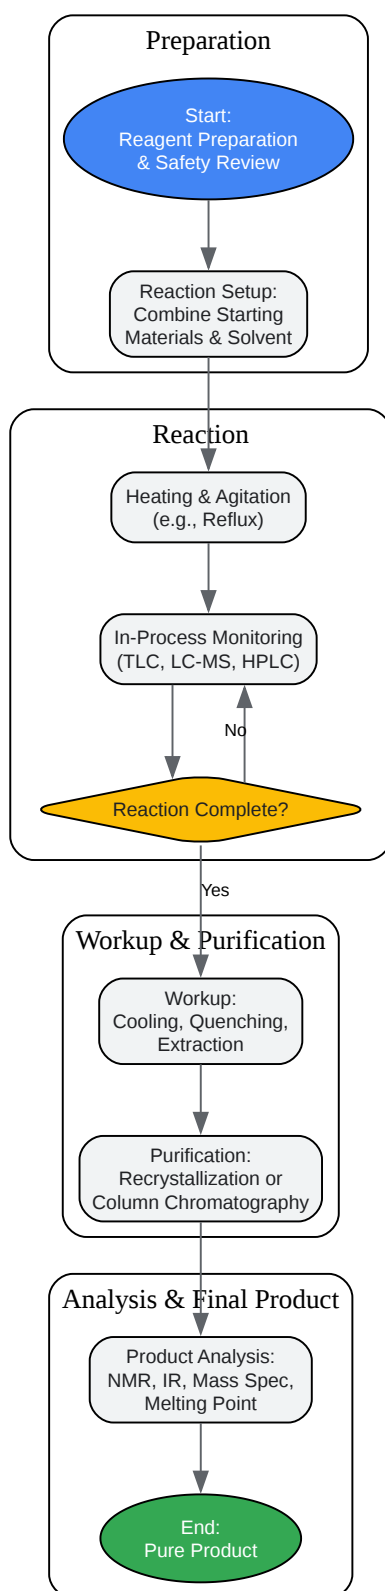 Preparation
Start:
Reagent Preparation
& Safety Review
Reaction Setup:
Combine Starting
Materials & Solvent
Reaction
Heating & Agitation
(e.g., Reflux)
In-Process Monitoring
(TLC, LC-MS, HPLC)
No
Reaction Complete?
Yes
Workup & Purification
Workup:
Cooling, Quenching,
Extraction
Purification:
Recrystallization or
Column Chromatography
Analysis & Final Product
Product Analysis:
NMR, IR, Mass Spec,
Melting Point
End:
Pure Product